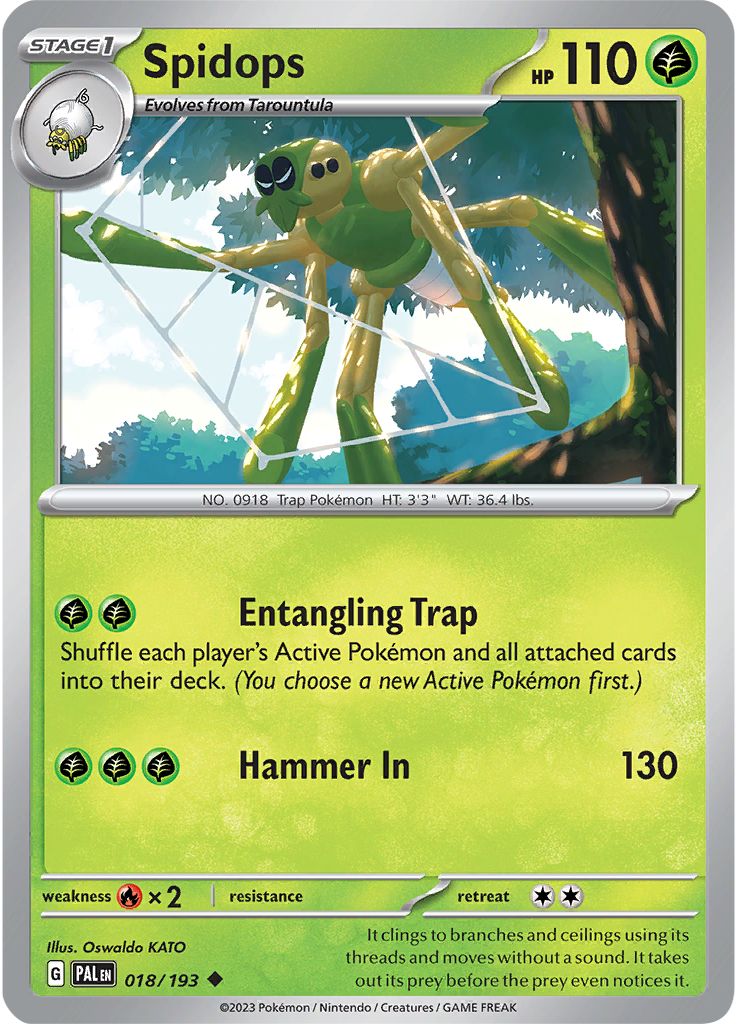 STAGE1
Spidops
HP 110
Evolves from Tarountula
NO. 0918 Trap Pokémon HT: 3'3" WT: 36.4 lbs.
Entangling Trap
Shuffle each player's Active Pokémon and all attached cards
into their deck. (You choose a new Active Pokémon first.)
Hammer In 130
weakness ×2 resistance retreat
Illus. Oswaldo KATO
G PAL EN 018/193
It clings to branches and ceilings using its
threads and moves without a sound. It takes
out its prey before the prey even notices it.
©2023 Pokémon / Nintendo / Creatures / GAME FREAK